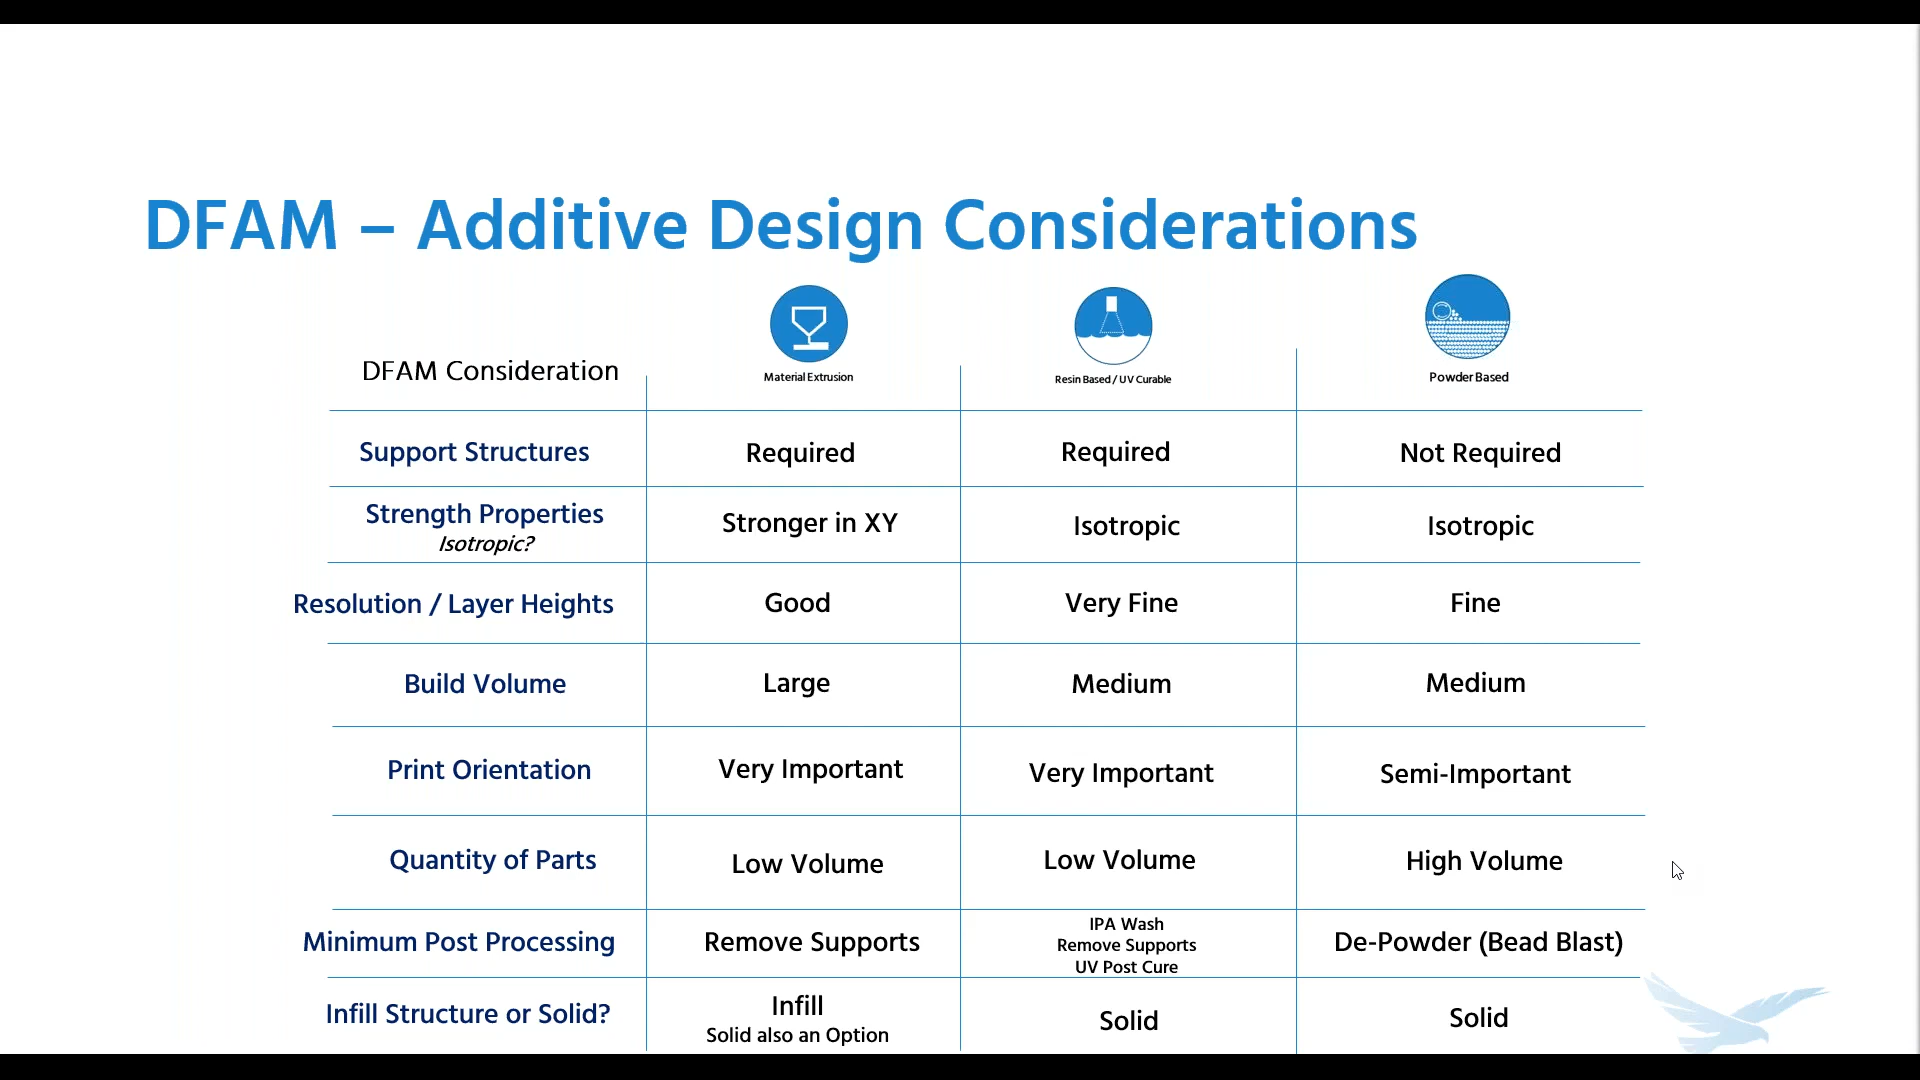 DFAM – Additive Design Considerations
DFAM Consideration
Material Extrusion
Resin Based / UV Curable
Powder Based
Support Structures
Required
Required
Not Required
Strength Properties
Isotropic?
Stronger in XY
Isotropic
Isotropic
Resolution / Layer Heights
Good
Very Fine
Fine
Build Volume
Large
Medium
Medium
Print Orientation
Very Important
Very Important
Semi-Important
Quantity of Parts
Low Volume
Low Volume
High Volume
Minimum Post Processing
Remove Supports
IPA Wash
Remove Supports
UV Post Cure
De-Powder (Bead Blast)
Infill Structure or Solid?
Infill
Solid also an Option
Solid
Solid